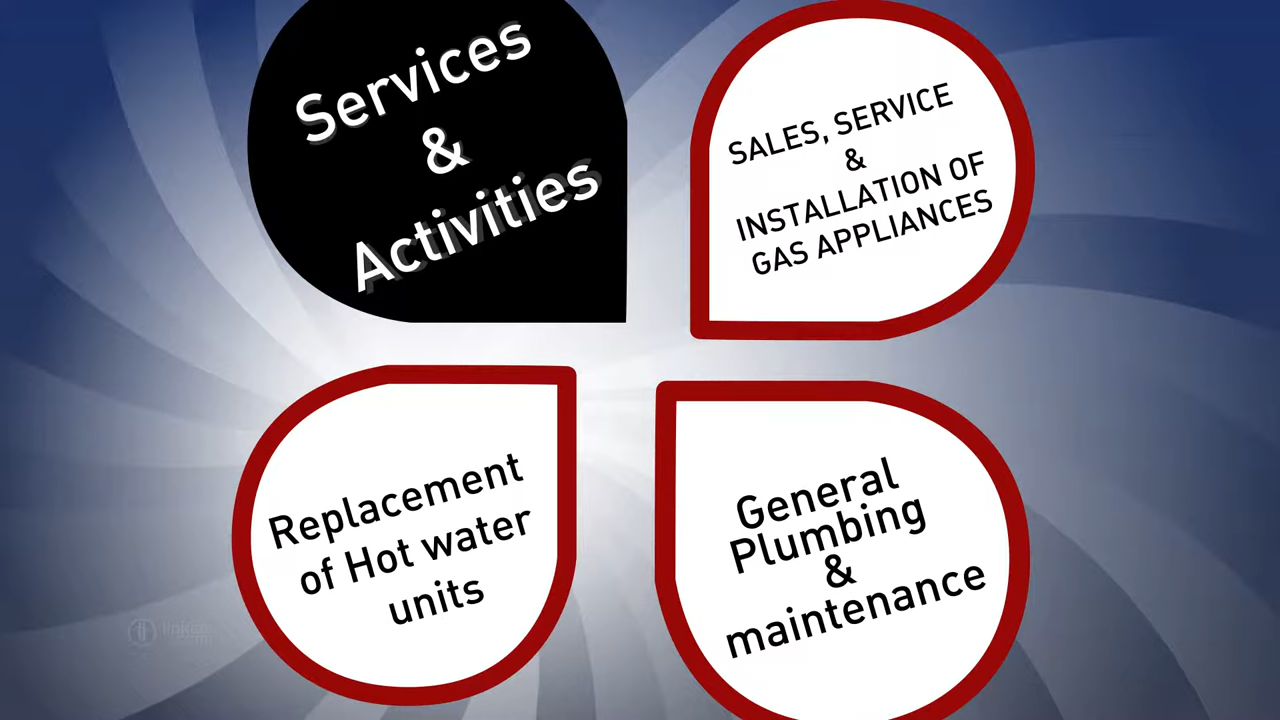 Services
&
Activities
SALES, SERVICE
&
INSTALLATION OF
GAS APPLIANCES
Replacement
of Hot water
units
General
Plumbing
&
maintenance